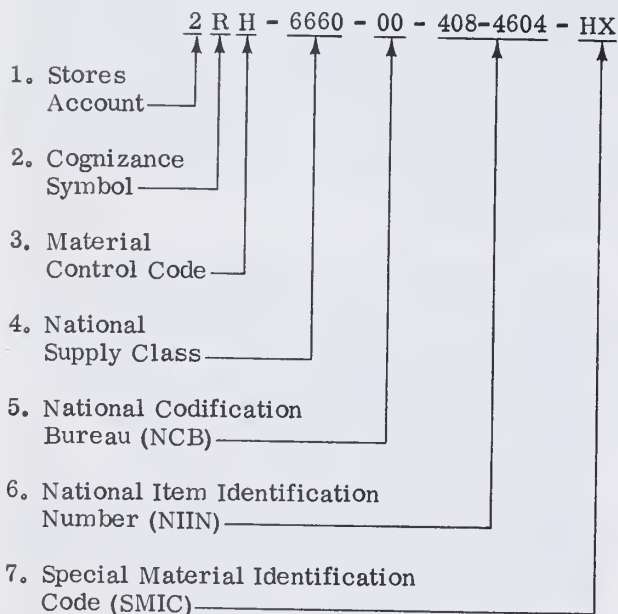 2 R H - 6660 - 00 - 408-4604 - HX
1. Stores
Account
2. Cognizance
Symbol
3. Material
Control Code
4. National
Supply Class
5. National Codification
Bureau (NCB)
6. National Item Identification
Number (NIIN)
7. Special Material Identification
Code (SMIC)